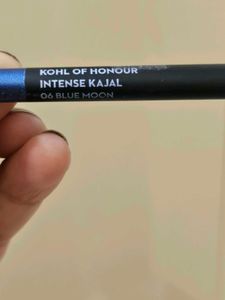 KOHL OF HONOUR
INTENSE KAJAL
06 BLUE MOON